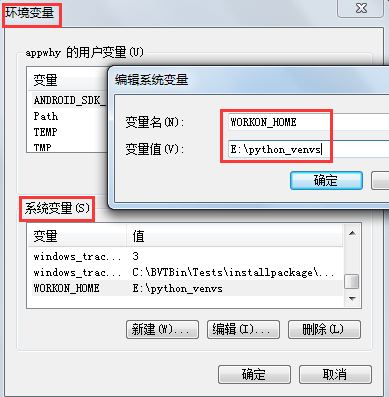 环境变量
appwhy 的用户变量(U)
变量
ANDROID_SDK_
Path
TEMP
TMP
编辑系统变量
变量名(N):
WORKON_HOME
变量值(V):
E:\python_venvs
确定
系统变量(S)
变量 值
windows_trac... 3
windows_trac... C:\BVTBin\Tests\installpackage\...
WORKON_HOME E:\python_venvs
新建(W)... 编辑(I)... 删除(L)
确定 取消